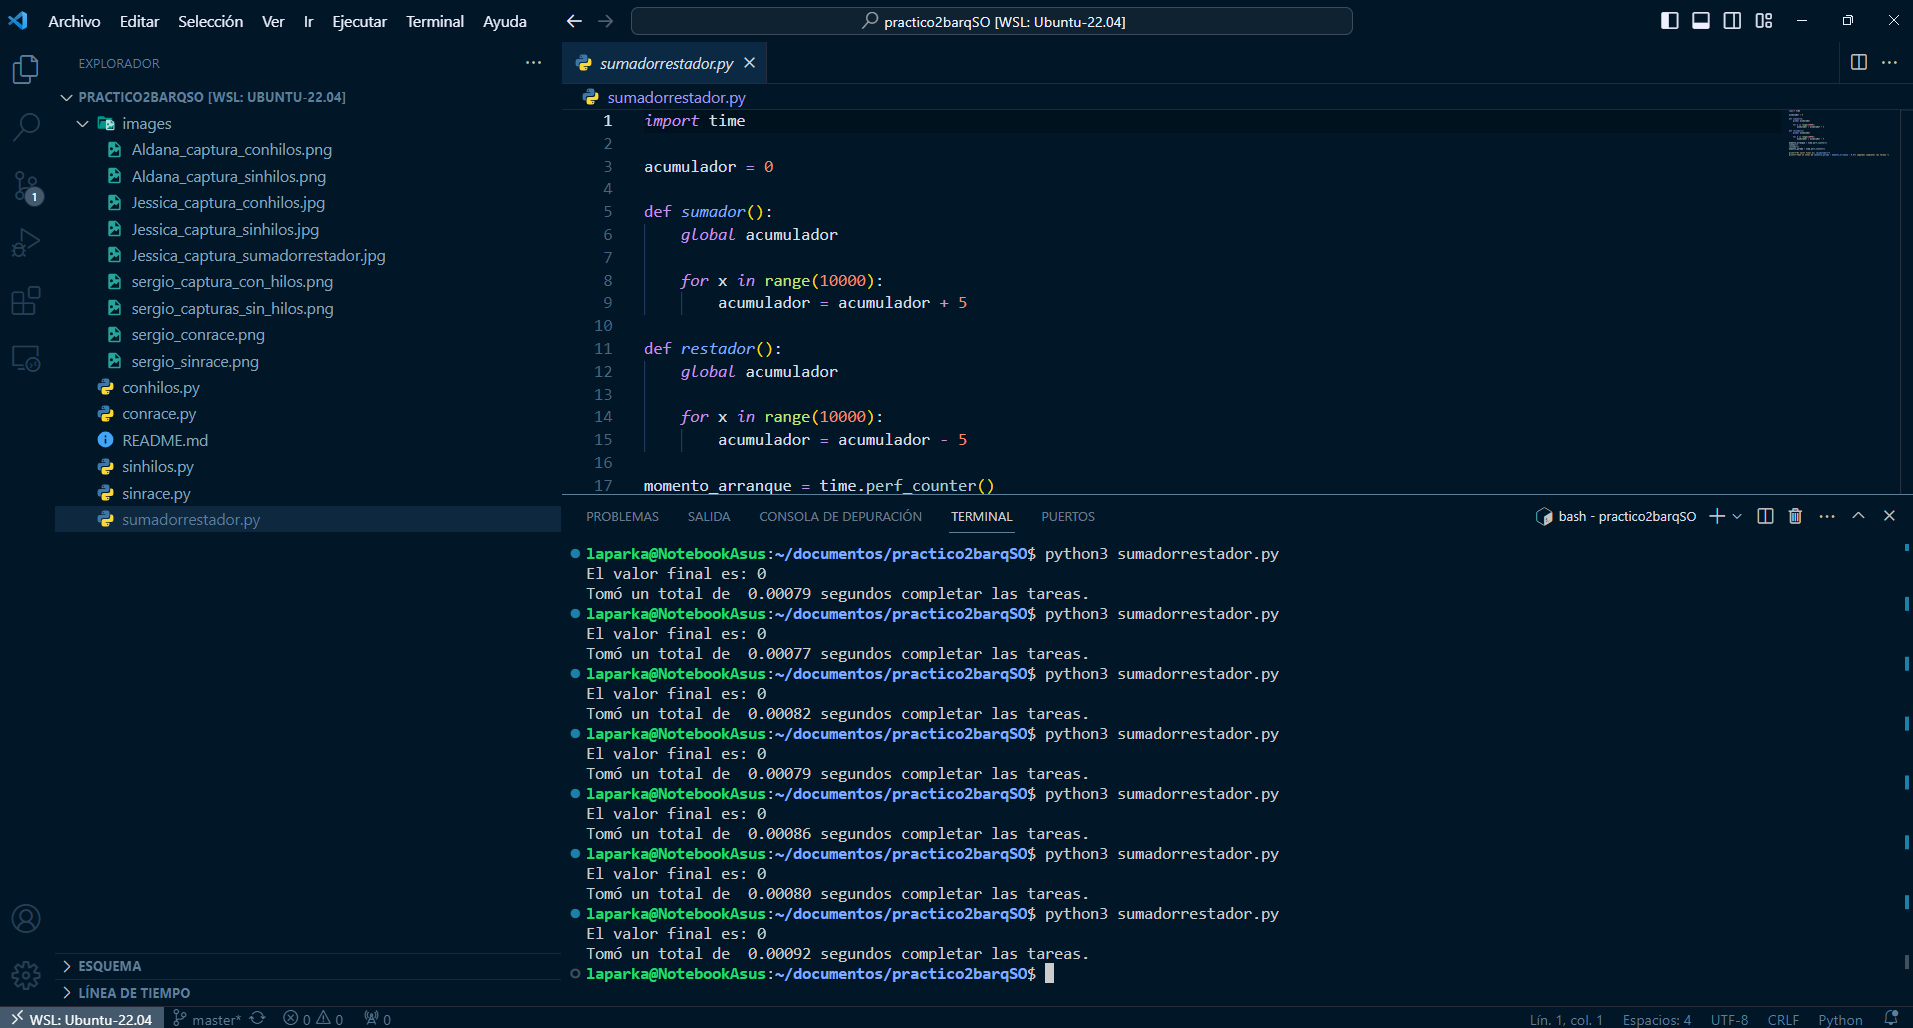 Archivo Editar Selección Ver Ir Ejecutar Terminal Ayuda
practico2barqSO [WSL: Ubuntu-22.04]
EXPLORADOR
PRACTICO2BARQSO [WSL: UBUNTU-22.04]
images
Aldana_captura_conhilos.png
Aldana_captura_sinhilos.png
Jessica_captura_conhilos.jpg
Jessica_captura_sinhilos.jpg
Jessica_captura_sumadorrestador.jpg
sergio_captura_con_hilos.png
sergio_capturas_sin_hilos.png
sergio_conrace.png
sergio_sinrace.png
conhilos.py
conrace.py
README.md
sinhilos.py
sinrace.py
sumadorrestador.py
ESQUEMA
LÍNEA DE TIEMPO
1
sumadorrestador.py
sumadorrestador.py
1 import time
2
3 acumulador = 0
4
5 def sumador():
6 global acumulador
7
8 for x in range(10000):
9 acumulador = acumulador + 5
10
11 def restador():
12 global acumulador
13
14 for x in range(10000):
15 acumulador = acumulador - 5
16
17 momento_arranque = time.perf_counter()
PROBLEMAS SALIDA CONSOLA DE DEPURACIÓN TERMINAL PUERTOS
bash - practico2barqSO
laparka@NotebookAsus:~/documentos/practico2barqSO$ python3 sumadorrestador.py
El valor final es: 0
Tomó un total de  0.00079 segundos completar las tareas.
laparka@NotebookAsus:~/documentos/practico2barqSO$ python3 sumadorrestador.py
El valor final es: 0
Tomó un total de  0.00077 segundos completar las tareas.
laparka@NotebookAsus:~/documentos/practico2barqSO$ python3 sumadorrestador.py
El valor final es: 0
Tomó un total de  0.00082 segundos completar las tareas.
laparka@NotebookAsus:~/documentos/practico2barqSO$ python3 sumadorrestador.py
El valor final es: 0
Tomó un total de  0.00079 segundos completar las tareas.
laparka@NotebookAsus:~/documentos/practico2barqSO$ python3 sumadorrestador.py
El valor final es: 0
Tomó un total de  0.00086 segundos completar las tareas.
laparka@NotebookAsus:~/documentos/practico2barqSO$ python3 sumadorrestador.py
El valor final es: 0
Tomó un total de  0.00080 segundos completar las tareas.
laparka@NotebookAsus:~/documentos/practico2barqSO$ python3 sumadorrestador.py
El valor final es: 0
Tomó un total de  0.00092 segundos completar las tareas.
laparka@NotebookAsus:~/documentos/practico2barqSO$
WSL: Ubuntu-22.04 master* 0 0 0 Lín. 1, col. 1 Espacios: 4 UTF-8 CRLF Python